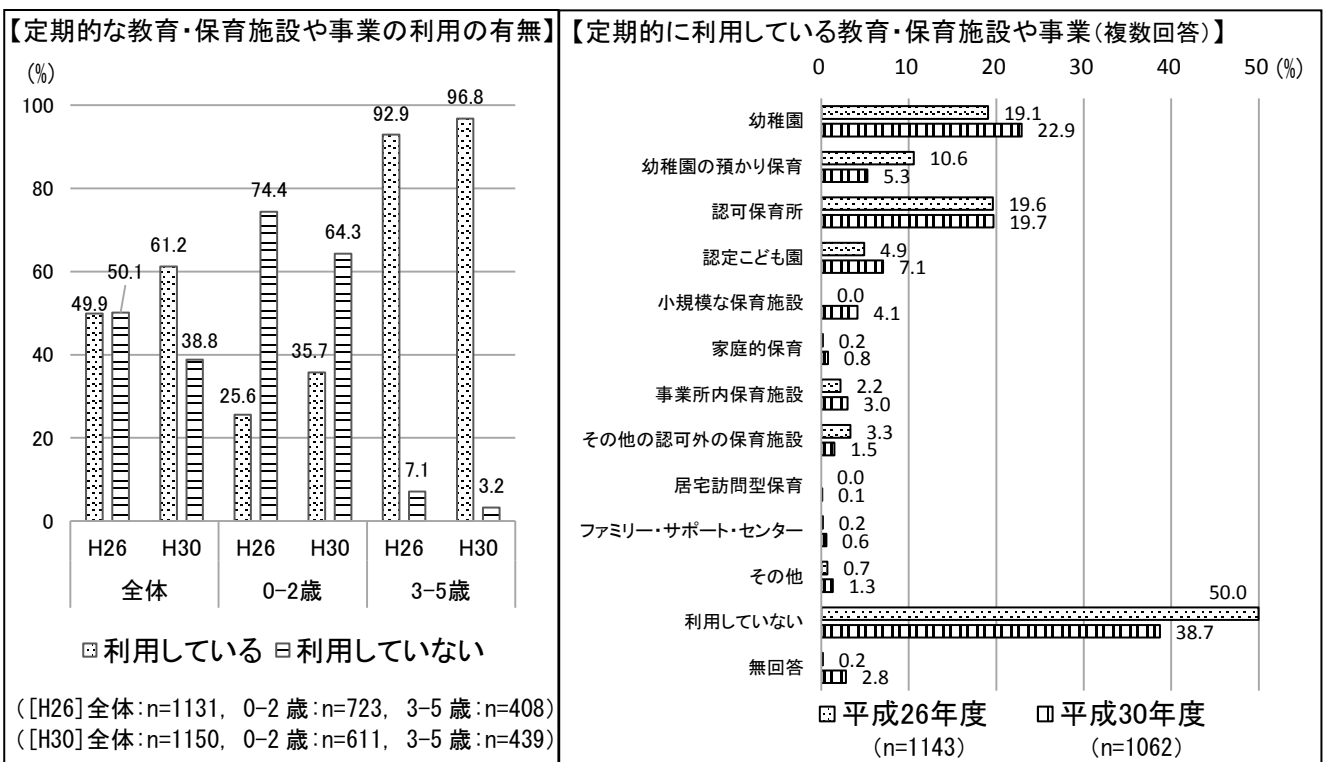 【定期的な教育・保育施設や事業の利用の有無】
(%)
100
80
60
40
20
0
49.9
50.1
61.2
38.8
25.6
74.4
35.7
64.3
92.9
7.1
96.8
3.2
H26 H30 H26 H30 H26 H30
全体 0-2歳 3-5歳
利用している 利用していない
([H26]全体:n=1131, 0-2歳:n=723, 3-5歳:n=408)
([H30]全体:n=1150, 0-2歳:n=611, 3-5歳:n=439)
【定期的に利用している教育・保育施設や事業(複数回答)】
0 10 20 30 40 50 (%)
幼稚園 19.1
22.9
幼稚園の預かり保育 10.6
5.3
認可保育所 19.6
19.7
認定こども園 4.9
7.1
小規模な保育施設 0.0
4.1
家庭的保育 0.2
0.8
事業所内保育施設 2.2
3.0
その他の認可外の保育施設 3.3
1.5
居宅訪問型保育 0.0
0.1
ファミリー・サポート・センター 0.2
0.6
その他 0.7
1.3
利用していない 50.0
38.7
無回答 0.2
2.8
平成26年度 平成30年度
(n=1143) (n=1062)